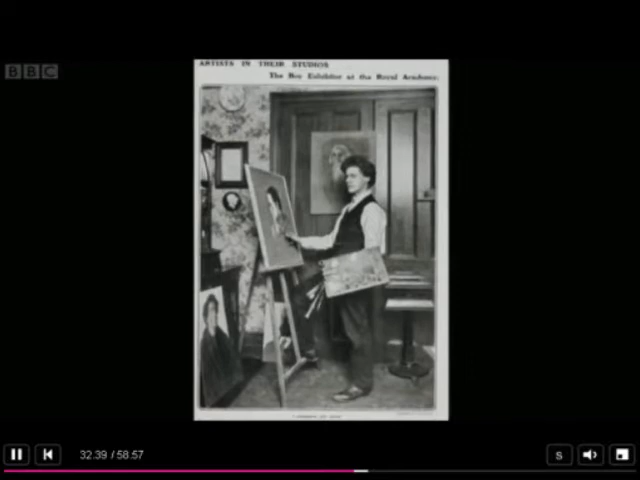 ARTISTS IN THEIR STUDIOS
The Boy Exhibitor at the Royal Academy.
BBC
32.39 / 58.57
S